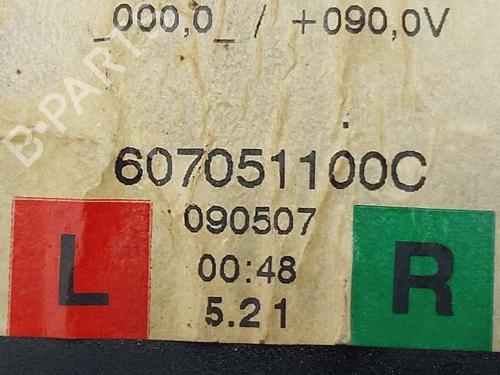 _000,0_ / +090,0V
607051100C
090507
00:48
5.21
L
R
B-PARTS